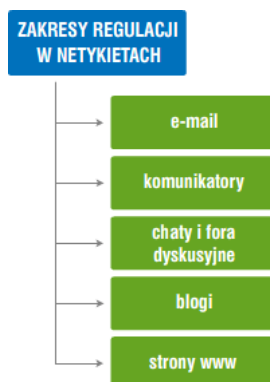 ZAKRESY REGULACJI
W NETYKIETACH
e-mail
komunikatory
chaty i fora
dyskusyjne
blogi
strony www